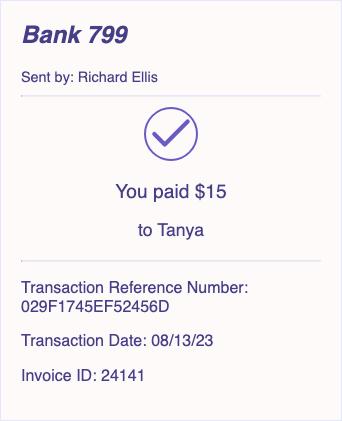 Bank 799
Sent by: Richard Ellis
You paid $15
to Tanya
Transaction Reference Number:
029F1745EF52456D
Transaction Date: 08/13/23
Invoice ID: 24141